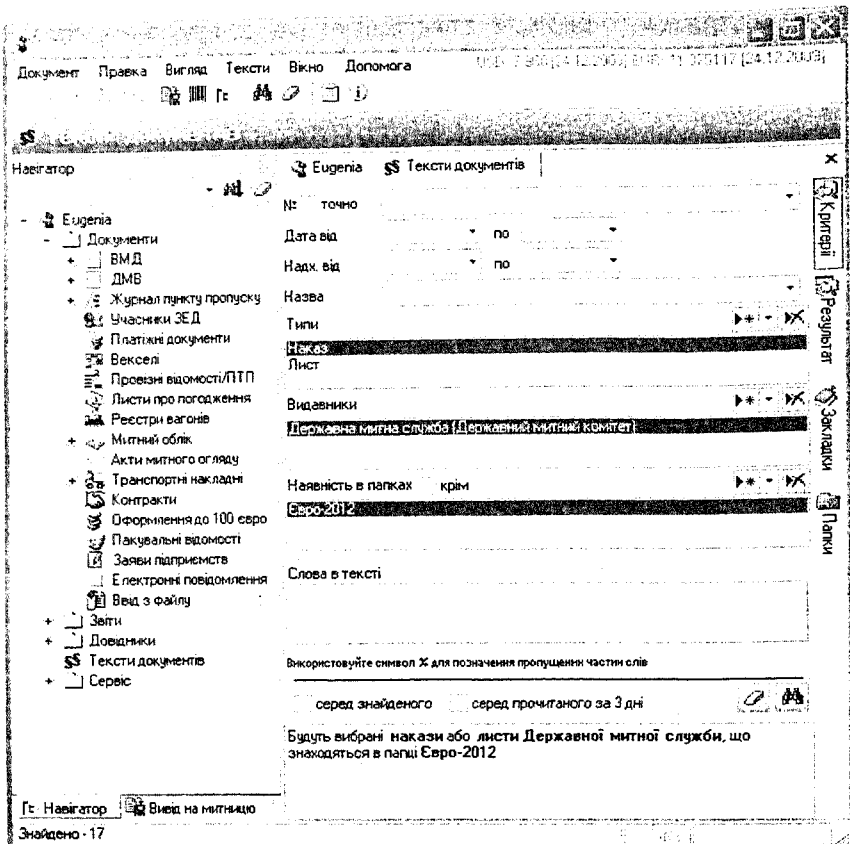 Документ Правка Вигляд Тексти Вікно Допомога
Навігатор
Eugenia
Тексти документів
Eugenia
Документи
ВМД
ДМВ
Журнал пункту пропуску
Учасники ЗЕД
Платіжні документи
Векселі
Провізні відомості/ПТП
Листи про погодження
Реєстри вагонів
Митний облік
Акти митного огляду
Транспортні накладні
Контракти
Оформлення до 100 євро
Пакувальні відомості
Заяви підприємств
Електронні повідомлення
Ввід з файлу
Звіти
Довідники
Тексти документів
Сервіс
№ точно
Дата від по
Надх. від по
Назва
Типи
Наказ
Лист
Видавники
Державна митна служба (Державний митний комітет)
Наявність в папках крім
Євро-2012
Слова в тексті
Використовуйте символ % для позначення пропущення частин слів
серед знайденого серед прочитаного за 3 дні
Будуть вибрані накази або листи Державної митної служби, що
знаходяться в папці Євро-2012
Критерії
Результат
Закладки
Папки
Навігатор Вивід на митницю
Знайдено - 17